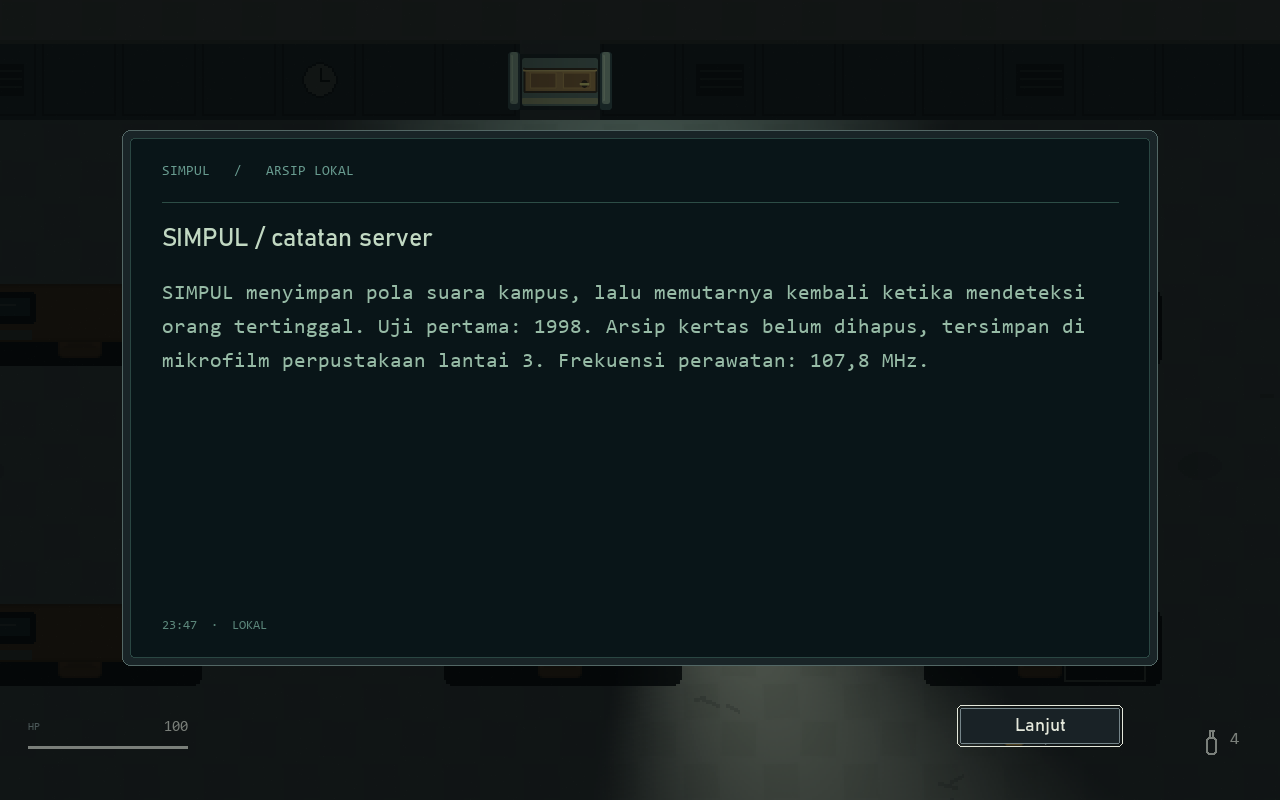 SIMPUL / ARSIP LOKAL
SIMPUL / catatan server
SIMPUL menyimpan pola suara kampus, lalu memutarnya kembali ketika mendeteksi
orang tertinggal. Uji pertama: 1998. Arsip kertas belum dihapus, tersimpan di
mikrofilm perpustakaan lantai 3. Frekuensi perawatan: 107,8 MHz.
23:47 · LOKAL
HP 100
Lanjut
4